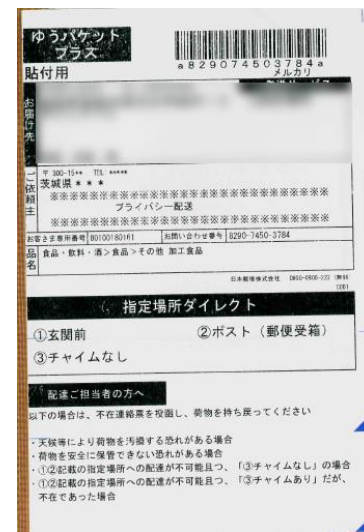 ゆうパケット
プラス
貼付用
a829074503784a
メルカリ
お届け先
ご依頼主
〒 300-15** TEL *****
茨城県＊＊＊
※※※※※※※※※※※※※※※※※※※※※※※
プライバシー配送
※※※※※※※※※※※※※※※※※※※※※※※
お客さま専用番号 80100180161 お問い合わせ番号 8290-7450-3784
品名
食品・飲料・酒＞食品＞その他 加工食品
日本郵便株式会社
指定場所ダイレクト
①玄関前 ②ポスト（郵便受箱）
③チャイムなし
配達ご担当者の方へ
以下の場合は、不在連絡票を投函し、荷物を持ち戻ってください
・天候等により荷物を汚損する恐れがある場合
・荷物を安全に保管できない恐れがある場合
・①②記載の指定場所への配達が不可能且つ、「③チャイムなし」の場合
・①②記載の指定場所への配達が不可能且つ、「③チャイムあり」だが、
不在であった場合